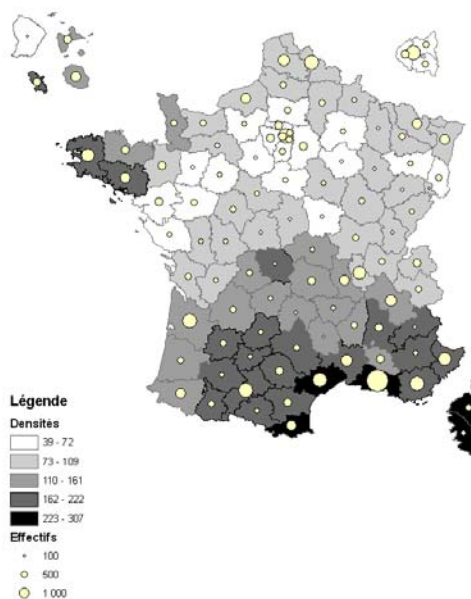 Légende
Densités
39 - 72
73 - 109
110 - 161
162 - 222
223 - 307
Effectifs
100
500
1 000